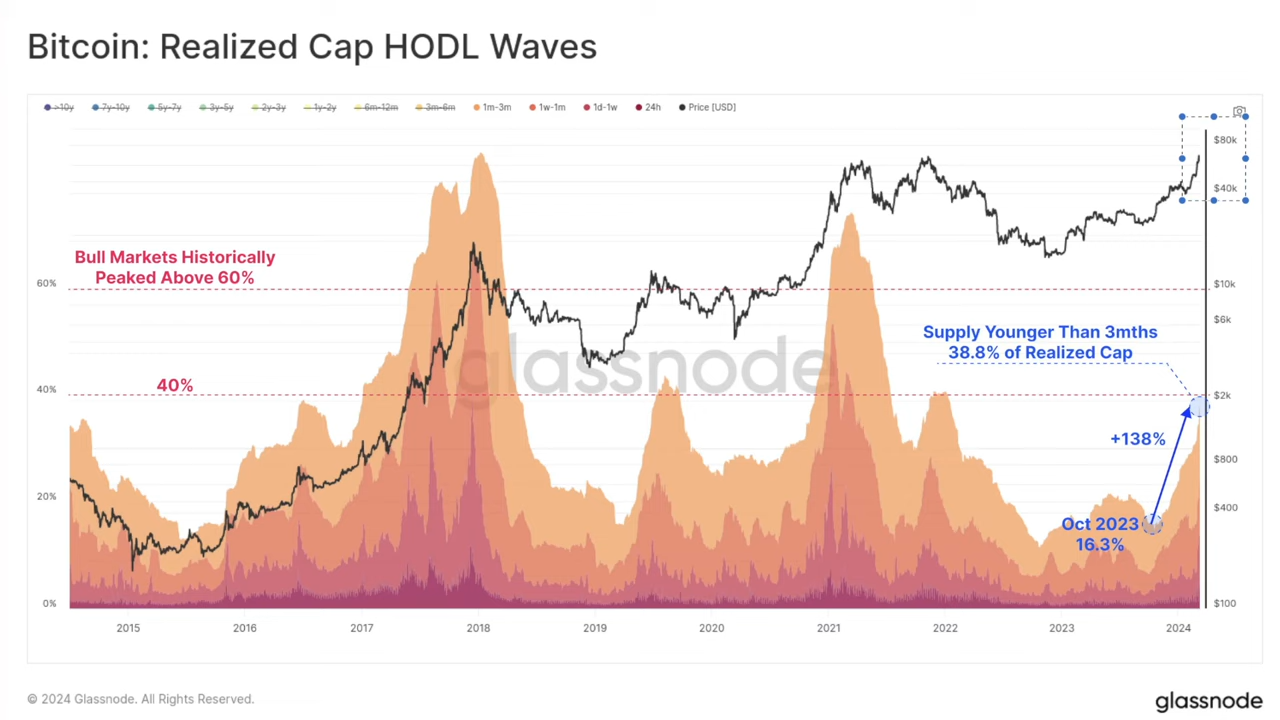 Bitcoin: Realized Cap HODL Waves
>10y 7y-10y 5y-7y 3y-5y 2y-3y 1y-2y 6m-12m 3m-6m 1m-3m 1w-1m 1d-1w 24h Price [USD]
$80k
$40k
Bull Markets Historically
Peaked Above 60%
60%
$10k
$6k
Supply Younger Than 3mths
38.8% of Realized Cap
glassnode
40%
40%
$2k
+138%
$800
20%
$400
Oct 2023
16.3%
0%
$100
2015 2016 2017 2018 2019 2020 2021 2022 2023 2024
© 2024 Glassnode. All Rights Reserved.
glassnode